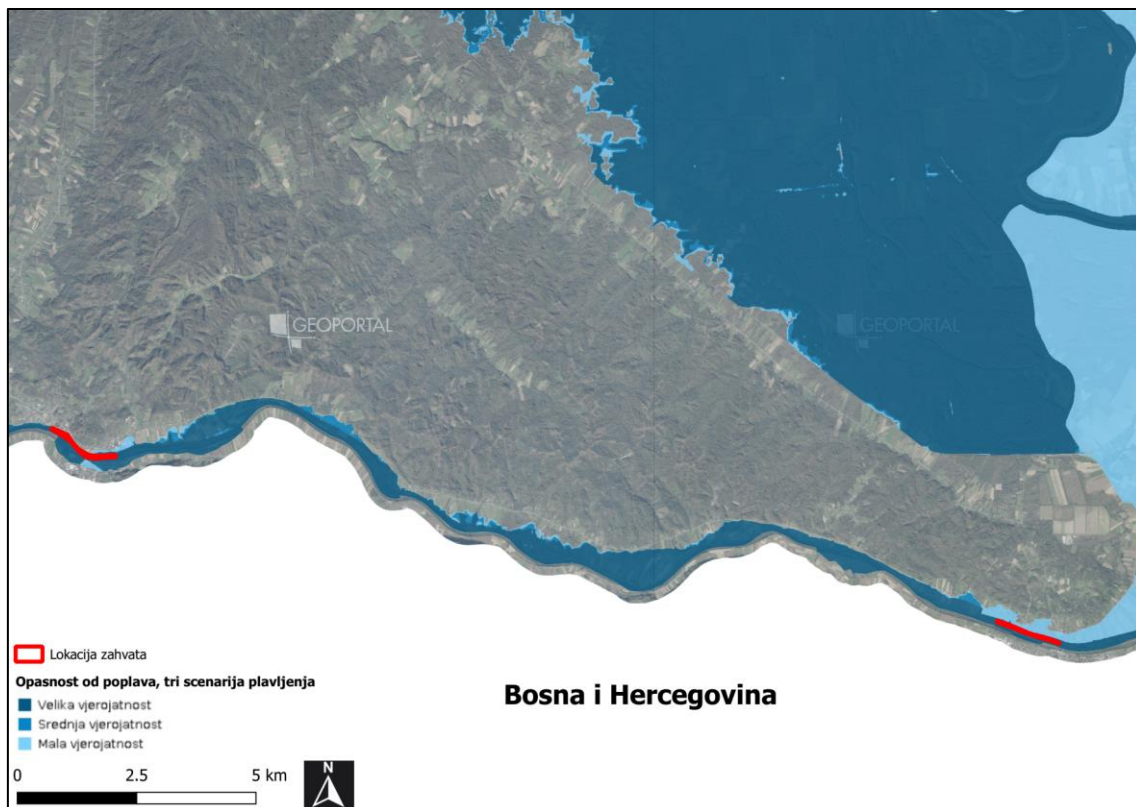 GEOPORTAL
GEOPORTAL
Lokacija zahvata
Opasnost od poplava, tri scenarija plavljenja
Velika vjerojatnost
Srednja vjerojatnost
Mala vjerojatnost
Bosna i Hercegovina
0 2.5 5 km
N